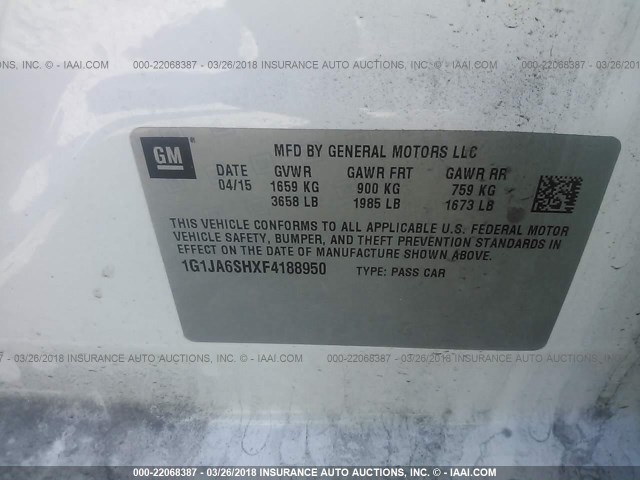 INC. - IAAI.COM 000-22068387 - 03/26/2018 INSURANCE AUTO AUCTIONS, INC. - IAAI.COM 000-22068387 - 03/26/2018
GM
MFD BY GENERAL MOTORS LLC
DATE GVWR GAWR FRT GAWR RR
04/15 1659 KG 900 KG 759 KG
3658 LB 1985 LB 1673 LB
THIS VEHICLE CONFORMS TO ALL APPLICABLE U.S. FEDERAL MOTOR
VEHICLE SAFETY, BUMPER, AND THEFT PREVENTION STANDARDS
IN EFFECT ON THE DATE OF MANUFACTURE SHOWN ABOVE.
1G1JA6SHXF4188950 TYPE: PASS CAR
000-22068387 - 03/26/2018 INSURANCE AUTO AUCTIONS, INC. - IAAI.COM 000-22068387 - 03/26/2018 INSURANCE AUTO AUCTIONS, INC. - IAAI.COM
000-22068387 - 03/26/2018 INSURANCE AUTO AUCTIONS, INC. - IAAI.COM